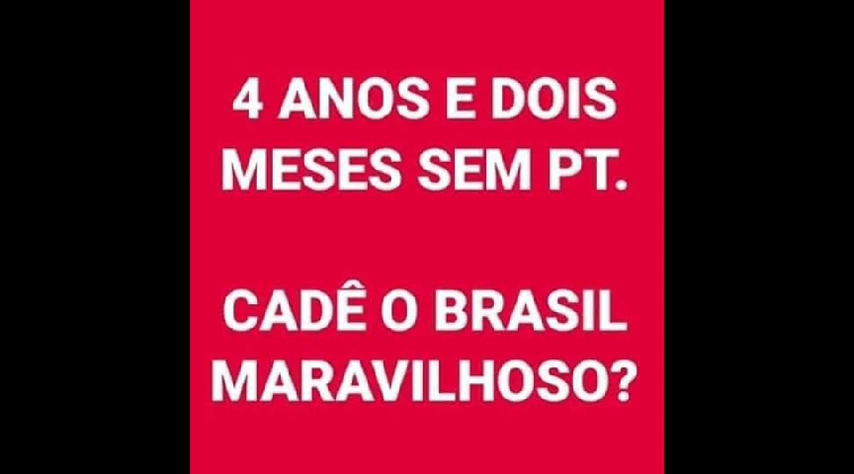 4 ANOS E DOIS
MESES SEM PT.
CADÊ O BRASIL
MARAVILHOSO?